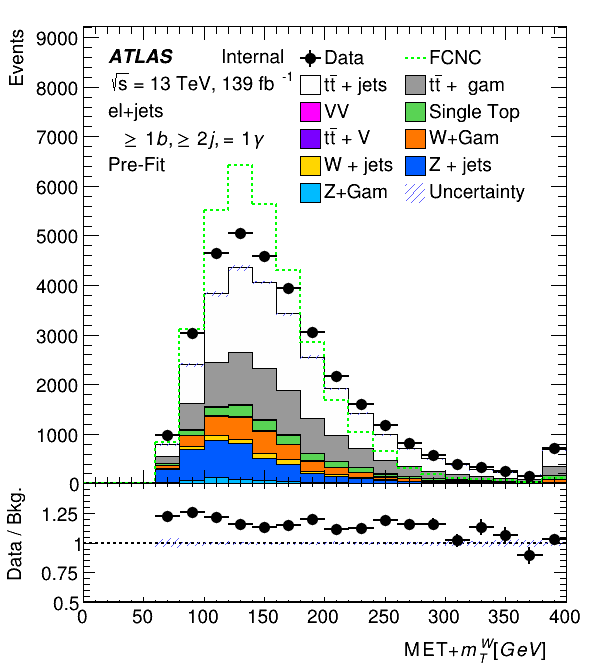 Events
9000
8000
7000
6000
5000
4000
3000
2000
1000
0
ATLAS Internal
√s = 13 TeV, 139 fb⁻¹
el+jets
≥ 1b, ≥ 2j, = 1γ
Pre-Fit
Data
FCNC
tt̄ + jets
tt̄ + gam
VV
Single Top
tt̄ + V
W+Gam
W + jets
Z + jets
Z+Gam
Uncertainty
Data / Bkg.
1.25
1
0.75
0.5
0 50 100 150 200 250 300 350 400
MET+m_T^W[GeV]